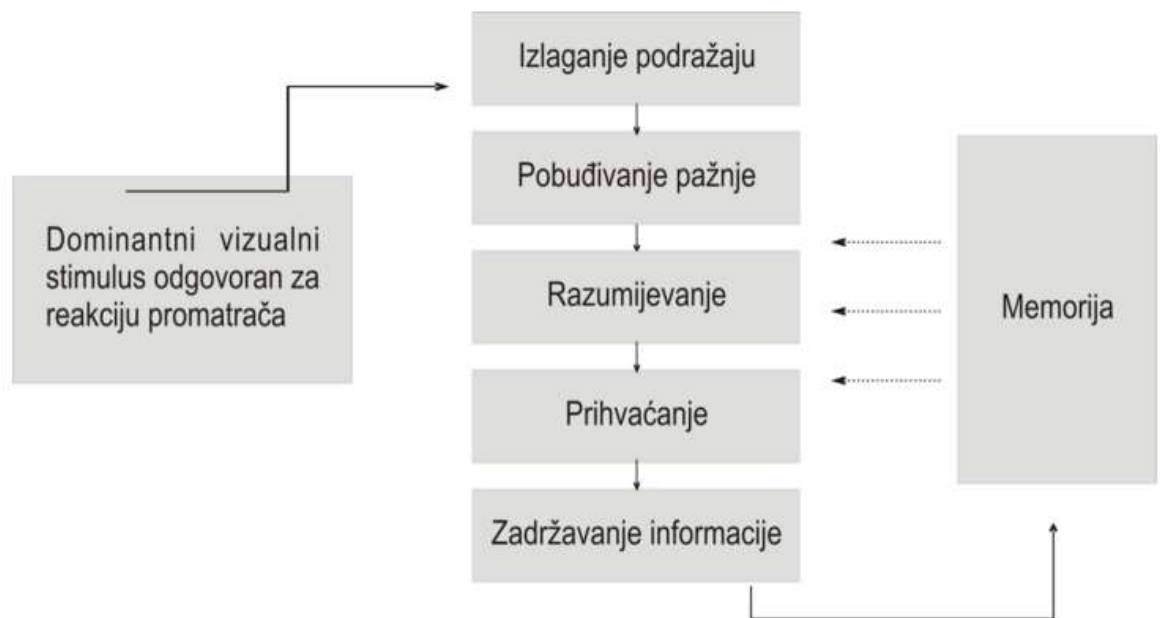 Izlaganje podražaju
Pobuđivanje pažnje
Dominantni vizualni
stimulus odgovoran za
reakciju promatrača
Razumijevanje
Memorija
Prihvaćanje
Zadržavanje informacije